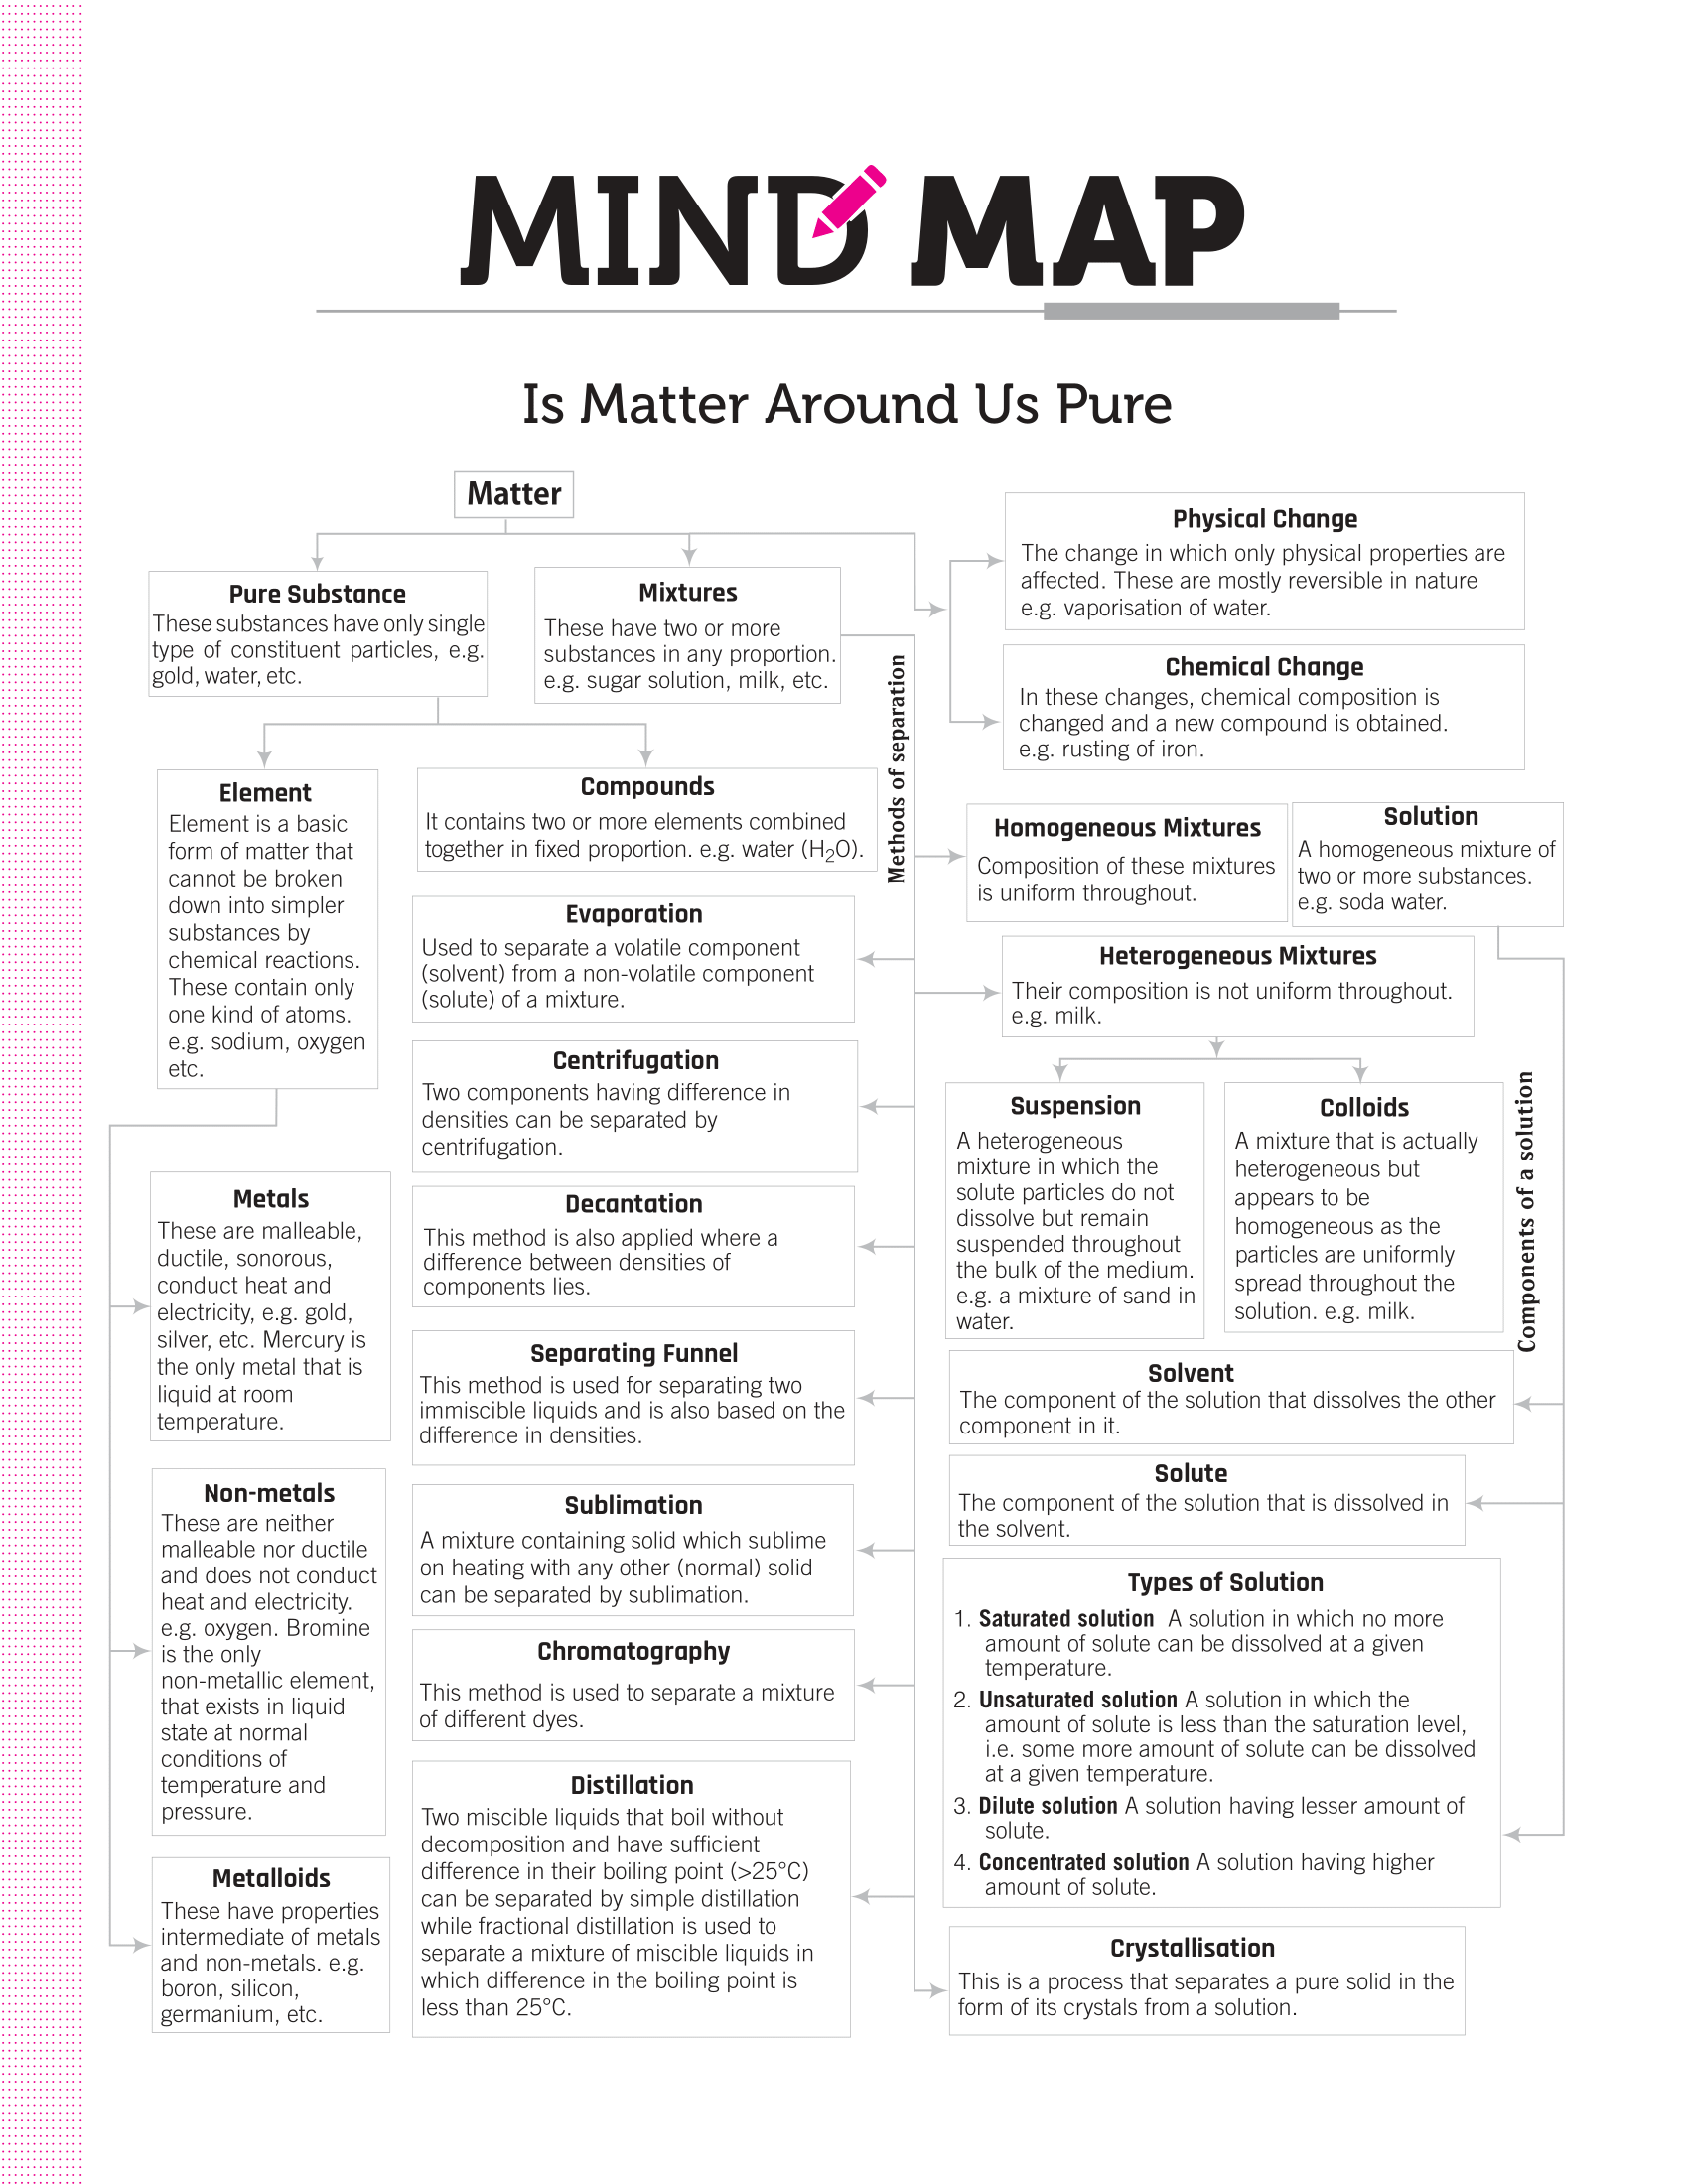 MIND MAP
Is Matter Around Us Pure
Matter
Pure Substance
These substances have only single
type of constituent particles, e.g.
gold, water, etc.
Mixtures
These have two or more
substances in any proportion.
e.g. sugar solution, milk, etc.
Physical Change
The change in which only physical properties are
affected. These are mostly reversible in nature
e.g. vaporisation of water.
Chemical Change
In these changes, chemical composition is
changed and a new compound is obtained.
e.g. rusting of iron.
Element
Element is a basic
form of matter that
cannot be broken
down into simpler
substances by
chemical reactions.
These contain only
one kind of atoms.
e.g. sodium, oxygen
etc.
Compounds
It contains two or more elements combined
together in fixed proportion. e.g. water (H₂O).
Methods of separation
Homogeneous Mixtures
Composition of these mixtures
is uniform throughout.
Solution
A homogeneous mixture of
two or more substances.
e.g. soda water.
Evaporation
Used to separate a volatile component
(solvent) from a non-volatile component
(solute) of a mixture.
Heterogeneous Mixtures
Their composition is not uniform throughout.
e.g. milk.
Centrifugation
Two components having difference in
densities can be separated by
centrifugation.
Suspension
A heterogeneous
mixture in which the
solute particles do not
dissolve but remain
suspended throughout
the bulk of the medium.
e.g. a mixture of sand in
water.
Colloids
A mixture that is actually
heterogeneous but
appears to be
homogeneous as the
particles are uniformly
spread throughout the
solution. e.g. milk.
Components of a solution
Metals
These are malleable,
ductile, sonorous,
conduct heat and
electricity, e.g. gold,
silver, etc. Mercury is
the only metal that is
liquid at room
temperature.
Decantation
This method is also applied where a
difference between densities of
components lies.
Separating Funnel
This method is used for separating two
immiscible liquids and is also based on the
difference in densities.
Solvent
The component of the solution that dissolves the other
component in it.
Solute
The component of the solution that is dissolved in
the solvent.
Non-metals
These are neither
malleable nor ductile
and does not conduct
heat and electricity.
e.g. oxygen. Bromine
is the only
non-metallic element,
that exists in liquid
state at normal
conditions of
temperature and
pressure.
Sublimation
A mixture containing solid which sublime
on heating with any other (normal) solid
can be separated by sublimation.
Chromatography
This method is used to separate a mixture
of different dyes.
Types of Solution
1. Saturated solution A solution in which no more
amount of solute can be dissolved at a given
temperature.
2. Unsaturated solution A solution in which the
amount of solute is less than the saturation level,
i.e. some more amount of solute can be dissolved
at a given temperature.
3. Dilute solution A solution having lesser amount of
solute.
4. Concentrated solution A solution having higher
amount of solute.
Metalloids
These have properties
intermediate of metals
and non-metals. e.g.
boron, silicon,
germanium, etc.
Distillation
Two miscible liquids that boil without
decomposition and have sufficient
difference in their boiling point (>25°C)
can be separated by simple distillation
while fractional distillation is used to
separate a mixture of miscible liquids in
which difference in the boiling point is
less than 25°C.
Crystallisation
This is a process that separates a pure solid in the
form of its crystals from a solution.